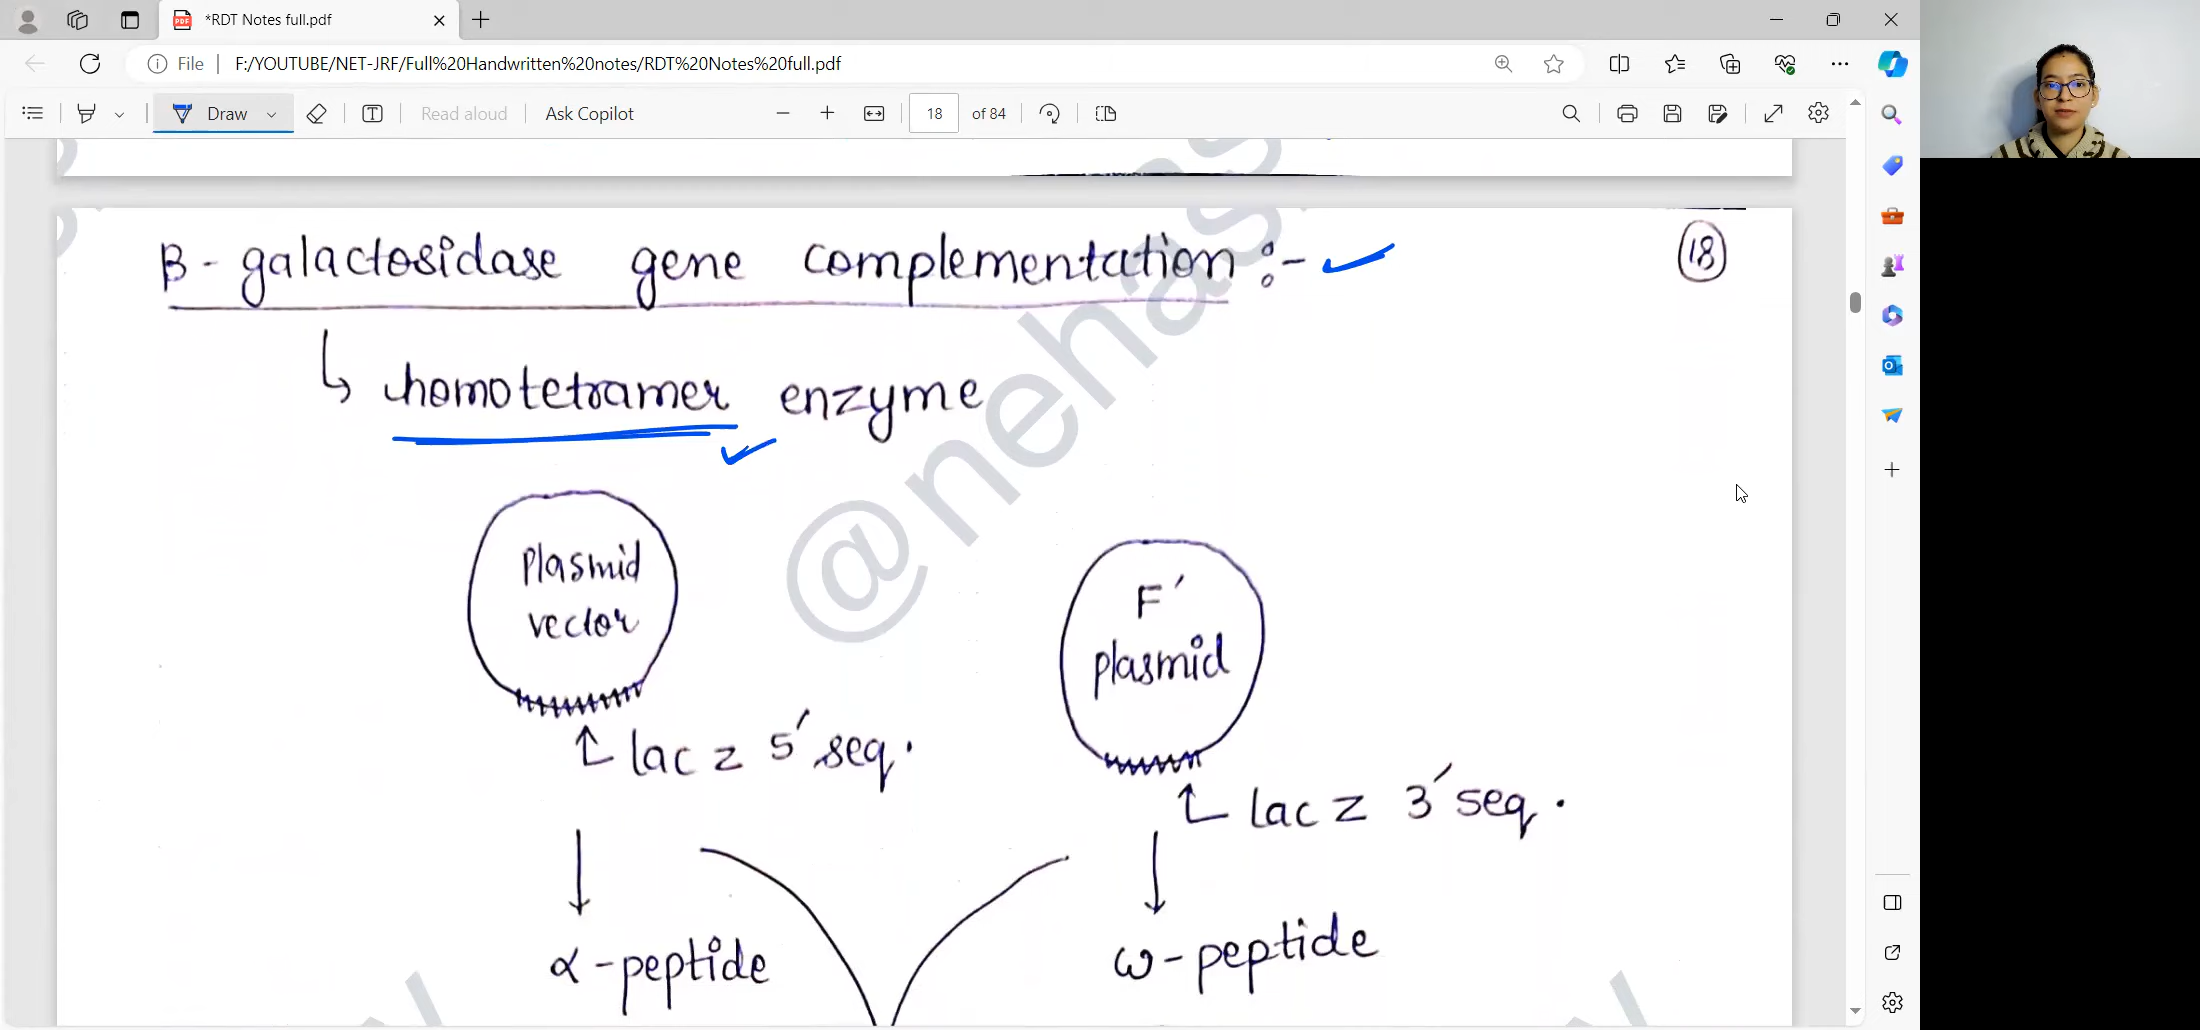 *RDT Notes full.pdf
File
F:/YOUTUBE/NET-JRF/Full%20Handwritten%20notes/RDT%20Notes%20full.pdf
Draw
Read aloud
Ask Copilot
18 of 84
β- galactosidase gene complementation :-
18
homotetramer enzyme
@nehas
Plasmid
vector
F'
plasmid
lac z 5' seq.
lac z 3' seq.
α-peptide
ω-peptide